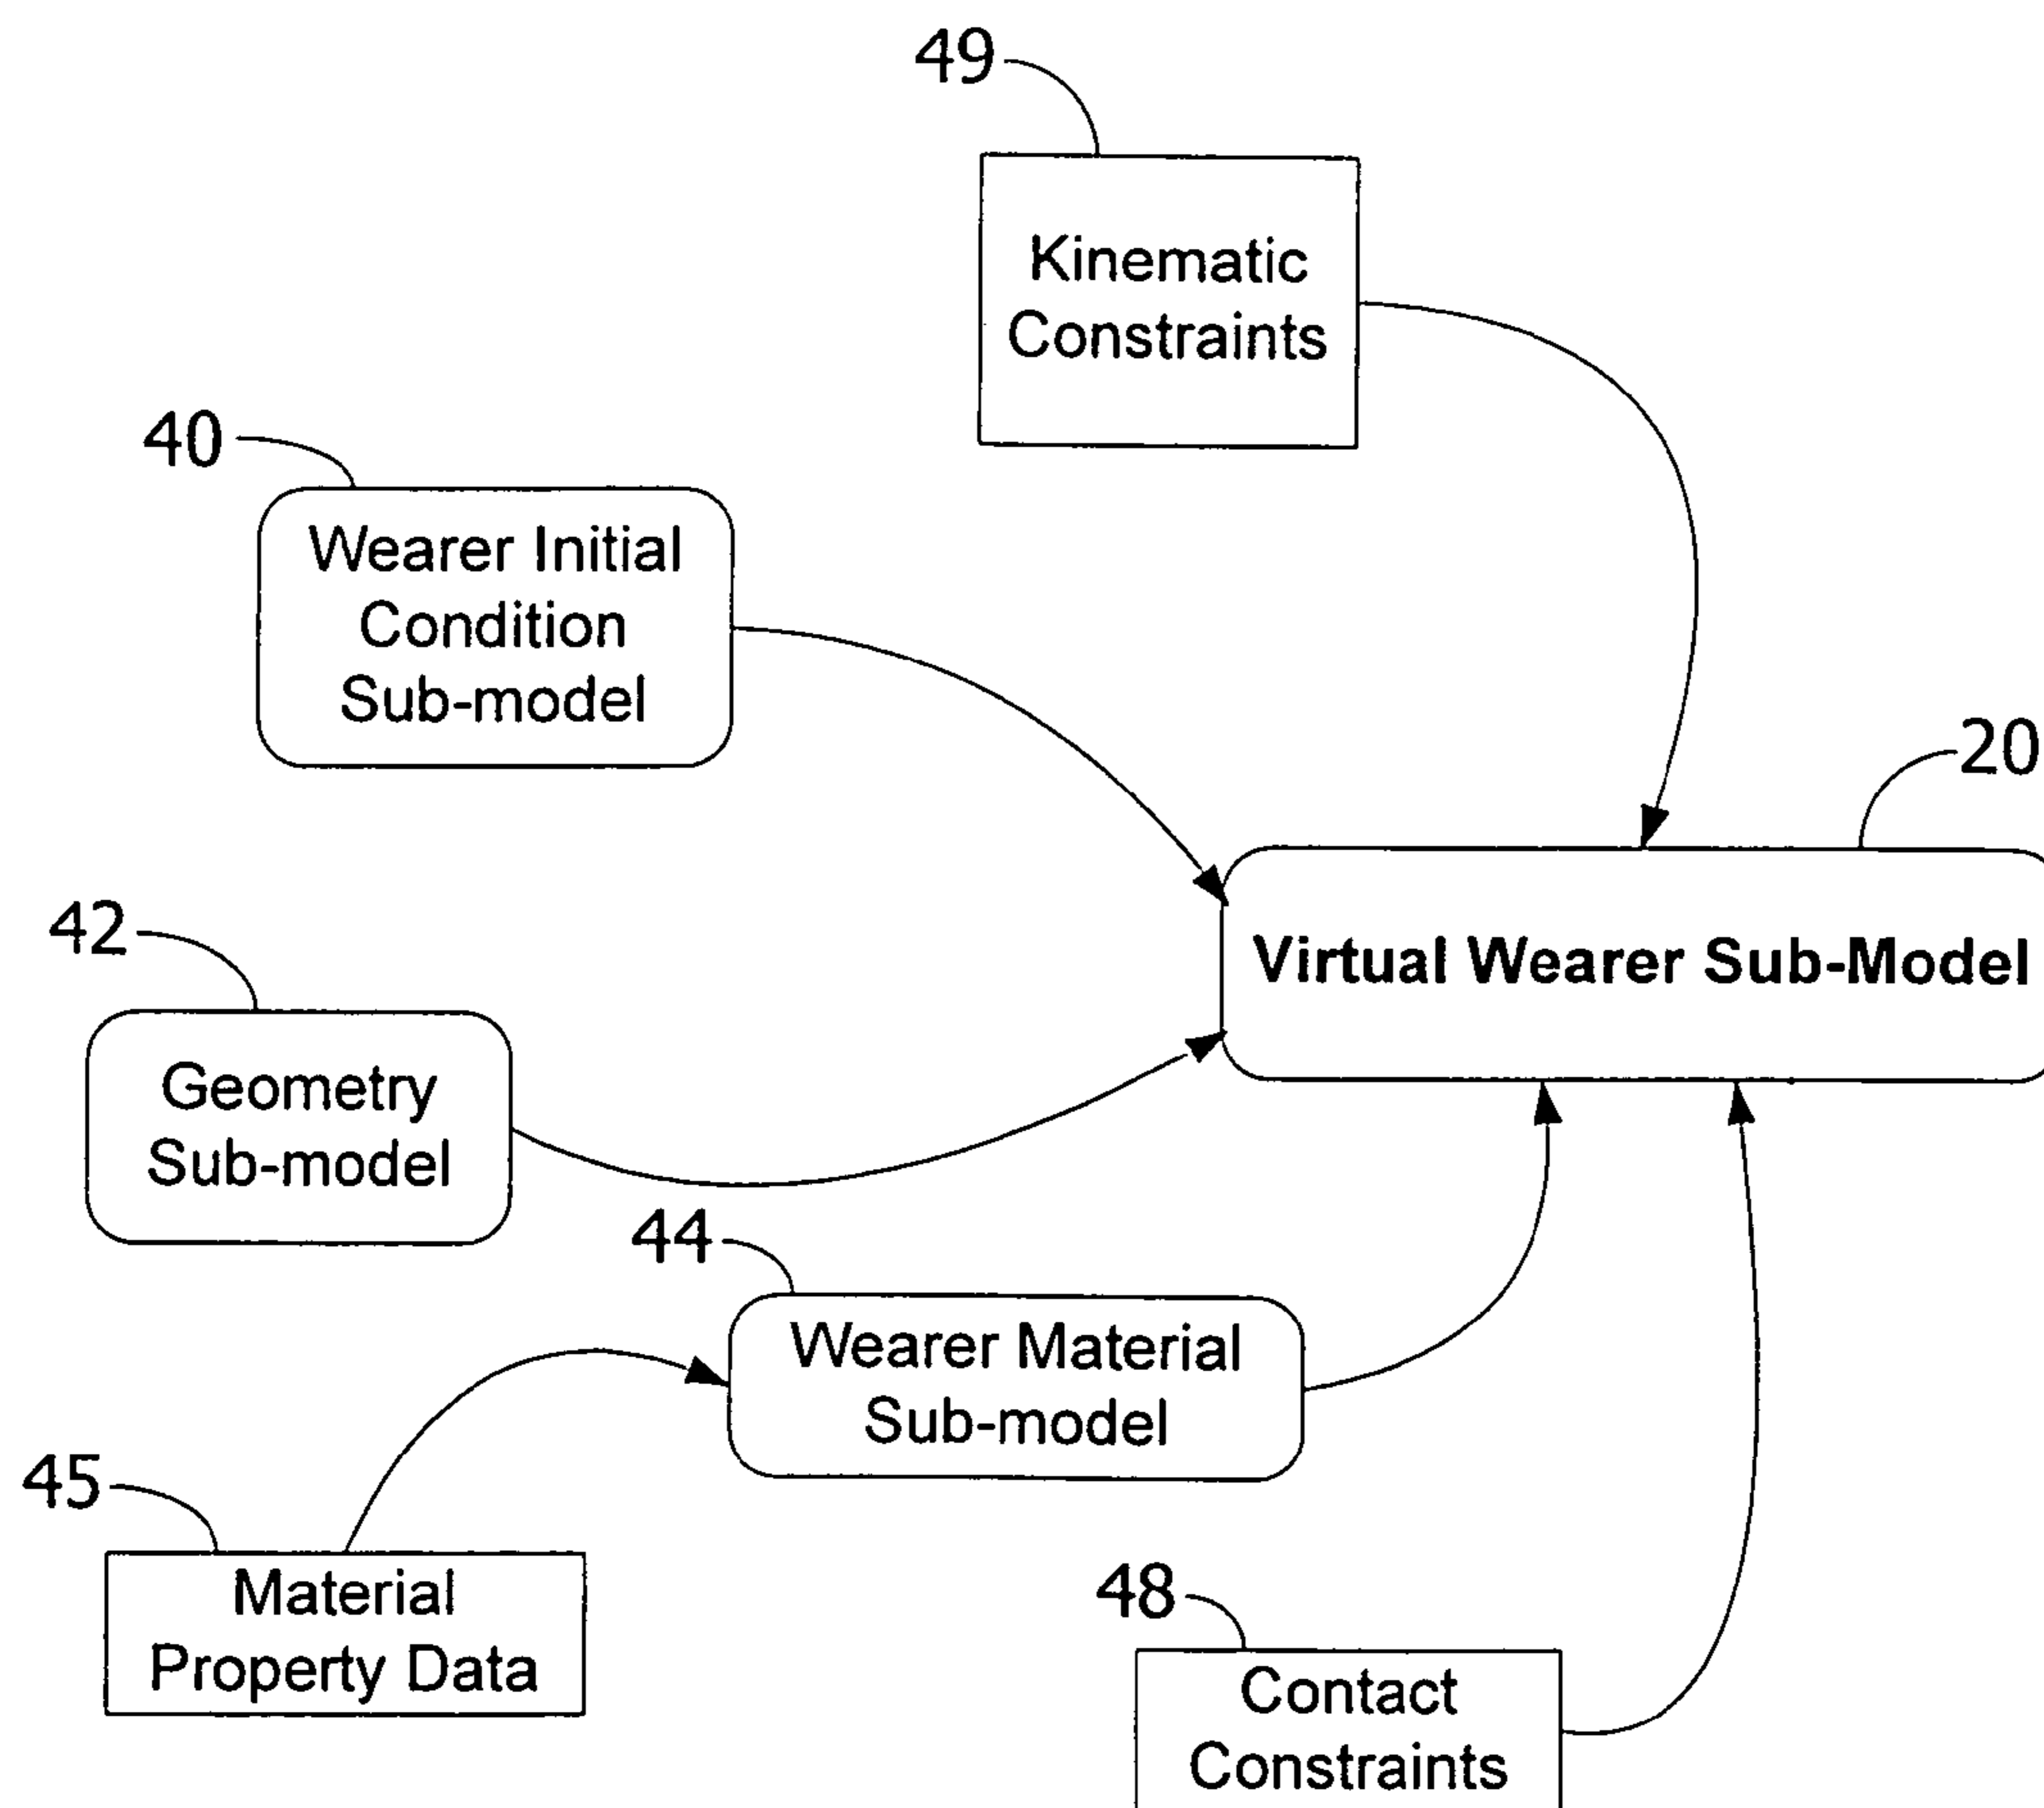 49
Kinematic
Constraints
40
Wearer Initial
Condition
Sub-model
20
Virtual Wearer Sub-Model
42
Geometry
Sub-model
44
Wearer Material
Sub-model
45
Material
Property Data
48
Contact
Constraints